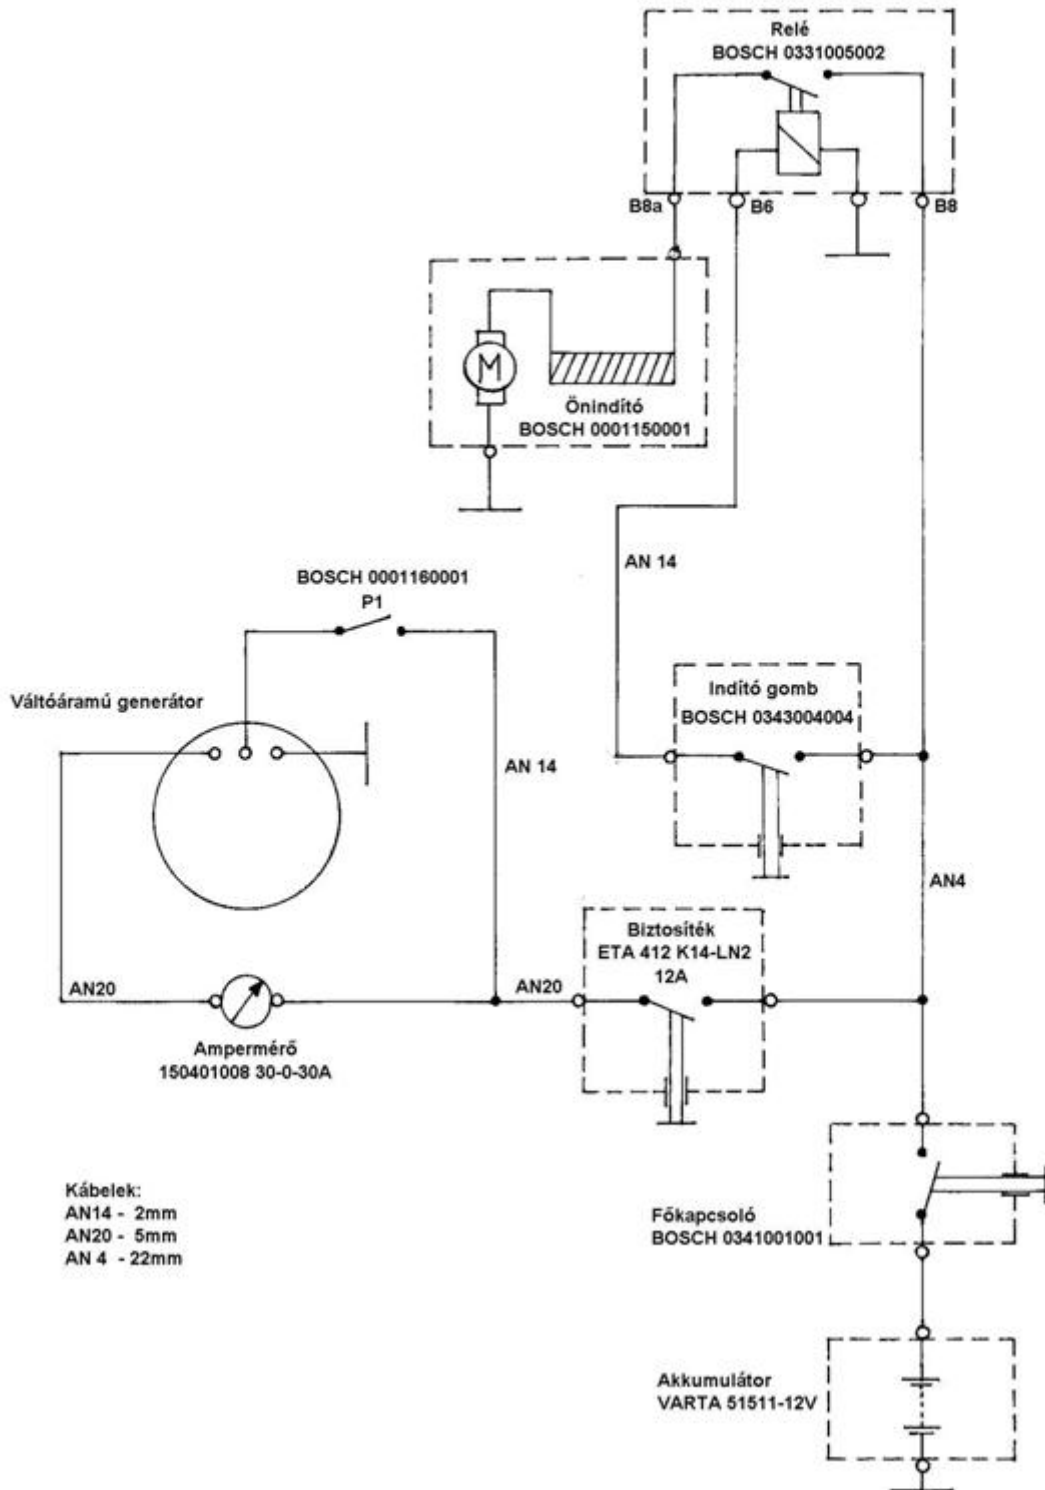 Relé
BOSCH 0331005002
B8a
B6
B8
M
Önindító
BOSCH 0001150001
AN 14
BOSCH 0001160001
P1
Váltóáramú generátor
AN 14
Indító gomb
BOSCH 0343004004
AN4
Biztosíték
ETA 412 K14-LN2
12A
AN20
AN20
Ampermérő
150401008 30-0-30A
Kábelek:
AN14 - 2mm
AN20 - 5mm
AN 4 - 22mm
Főkapcsoló
BOSCH 0341001001
Akkumulátor
VARTA 51511-12V